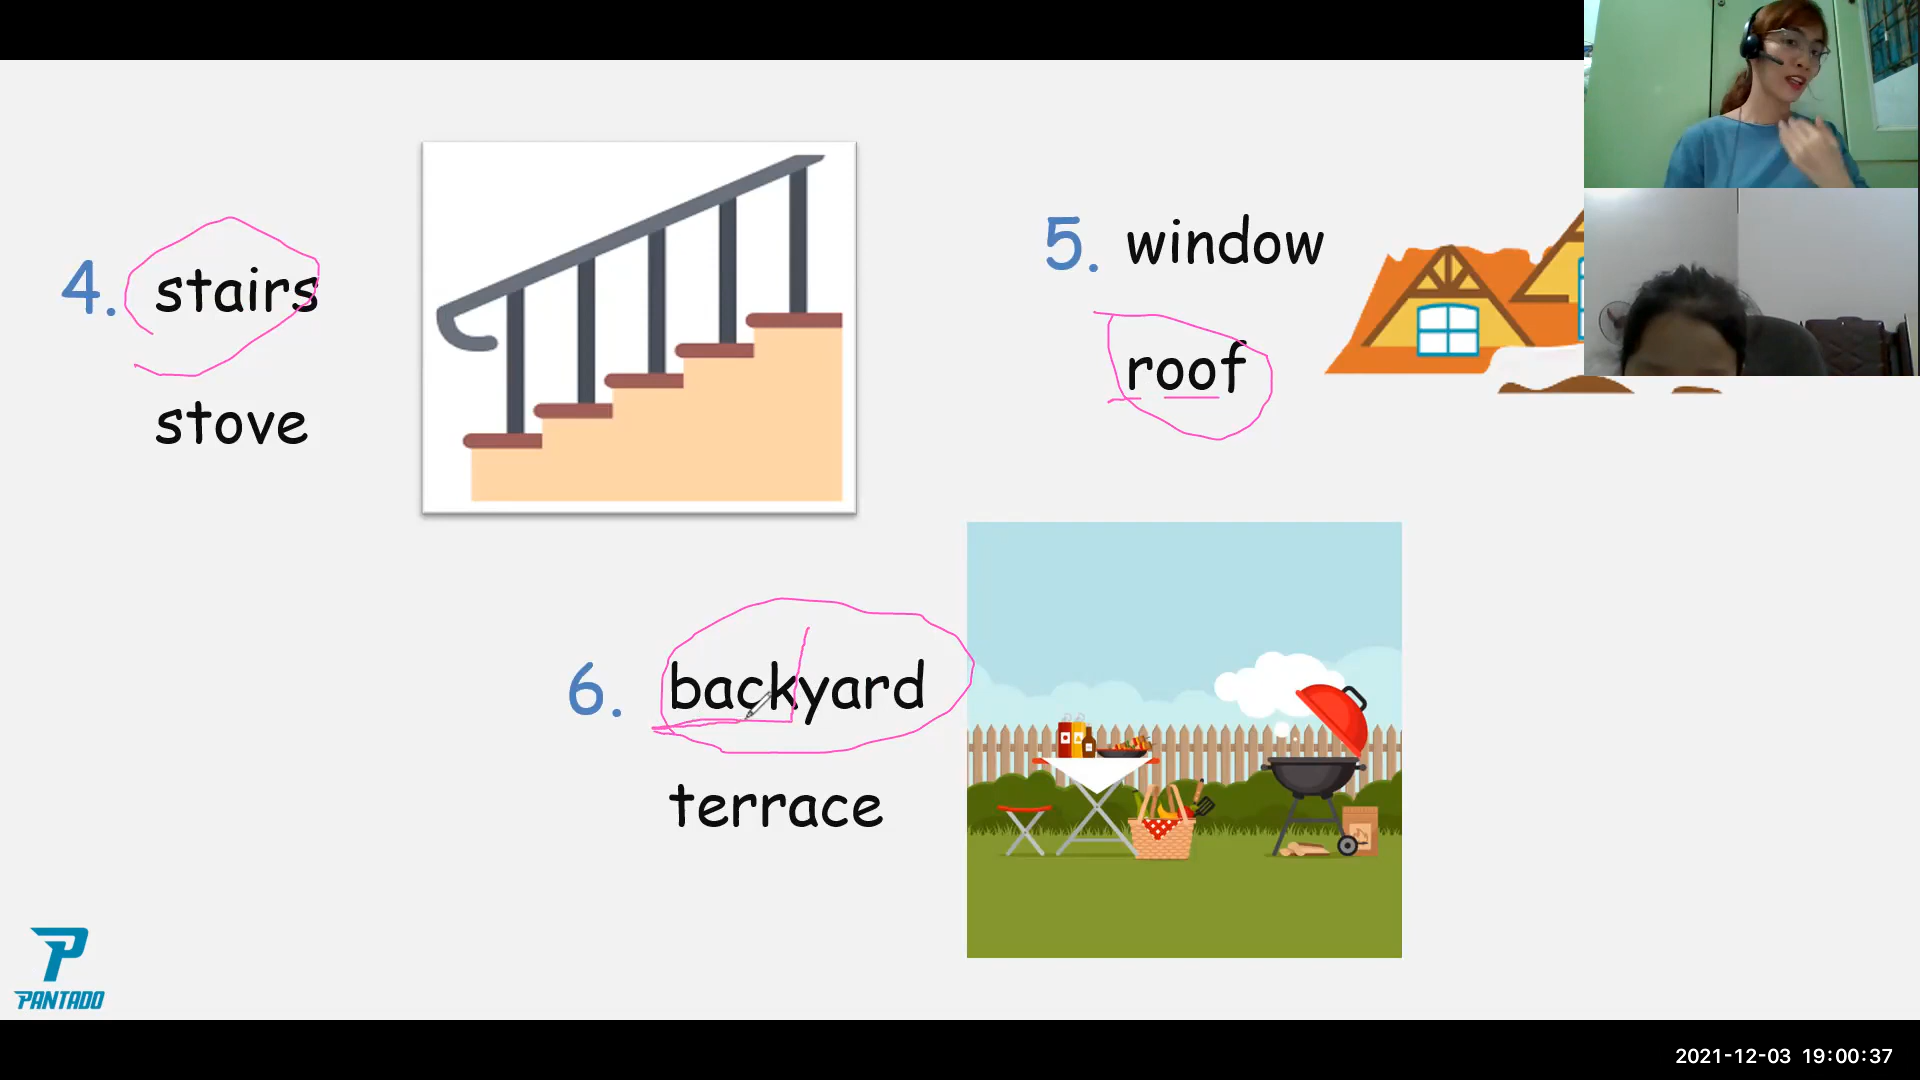 4. stairs
stove
5. window
roof
6. backyard
terrace
PANTADO
2021-12-03 19:00:37